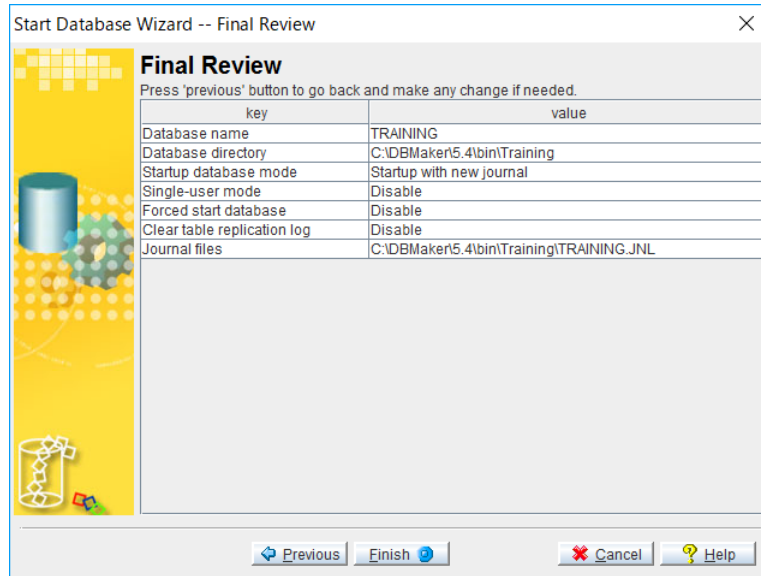 Start Database Wizard -- Final Review
Final Review
Press 'previous' button to go back and make any change if needed.
key value
Database name TRAINING
Database directory C:\DBMaker\5.4\bin\Training
Startup database mode Startup with new journal
Single-user mode Disable
Forced start database Disable
Clear table replication log Disable
Journal files C:\DBMaker\5.4\bin\Training\TRAINING.JNL
Previous Finish Cancel Help